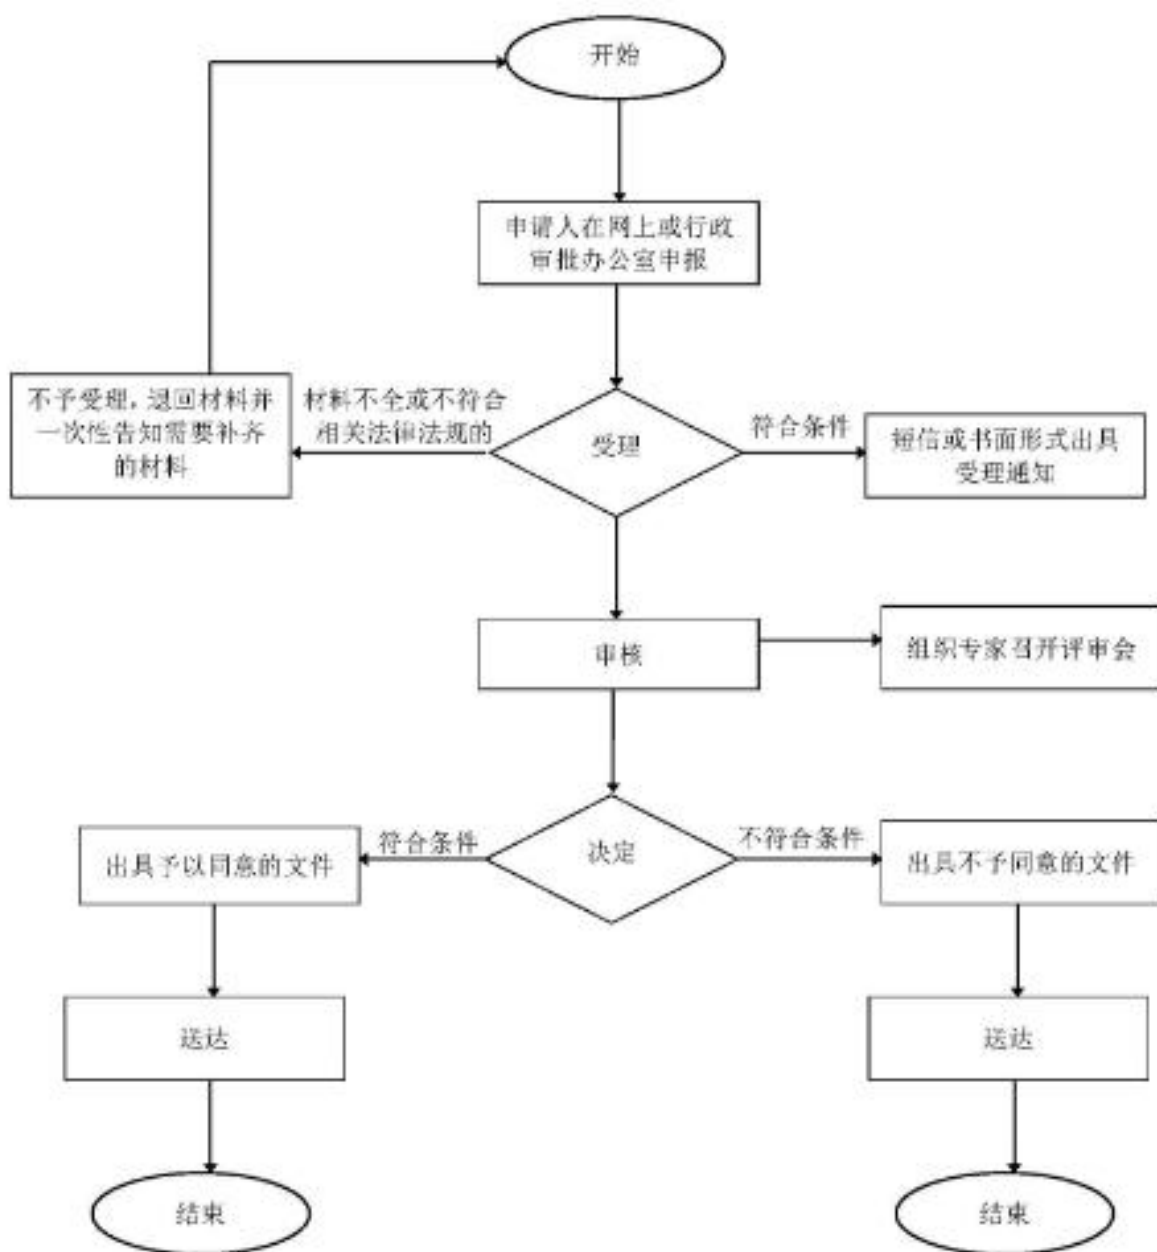 开始
申请人在网上或行政
审批办公室申报
不予受理，退回材料并
一次性告知需要补齐
的材料
材料不全或不符合
相关法律法规的
受理
符合条件
短信或书面形式出具
受理通知
审核
组织专家召开评审会
出具予以同意的文件
符合条件
决定
不符合条件
出具不予同意的文件
送达
送达
结束
结束